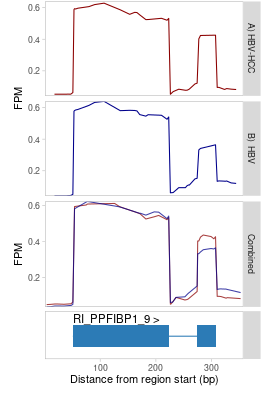 A) HBV-HCC
0.6
0.4
0.2
FPM
B) HBV
0.6
0.4
0.2
FPM
Combined
0.6
0.4
0.2
FPM
RI_PPFIBP1_9 >
100 200 300
Distance from region start (bp)